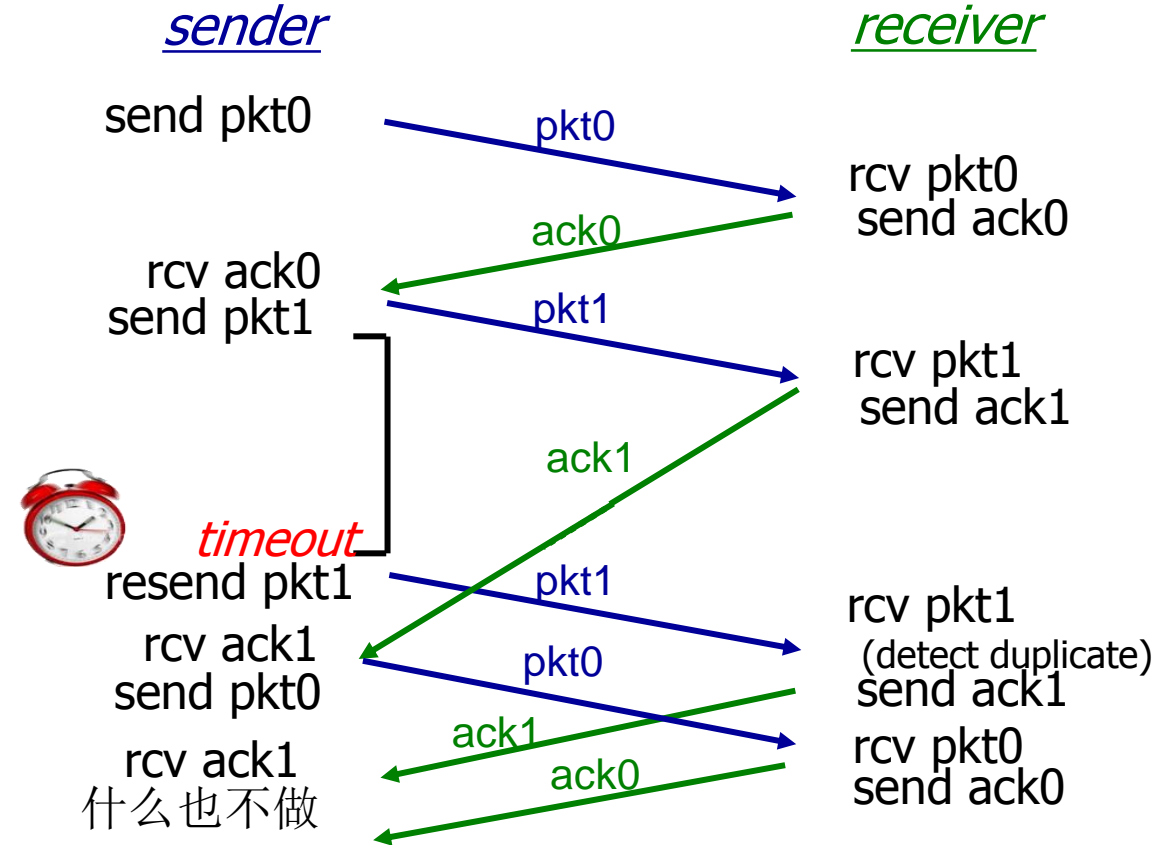 sender
receiver
send pkt0
pkt0
rcv pkt0
send ack0
ack0
rcv ack0
send pkt1
pkt1
rcv pkt1
send ack1
ack1
timeout
resend pkt1
pkt1
rcv pkt1
(detect duplicate)
send ack1
rcv ack1
send pkt0
pkt0
ack1
rcv pkt0
send ack0
rcv ack1
什么也不做
ack0